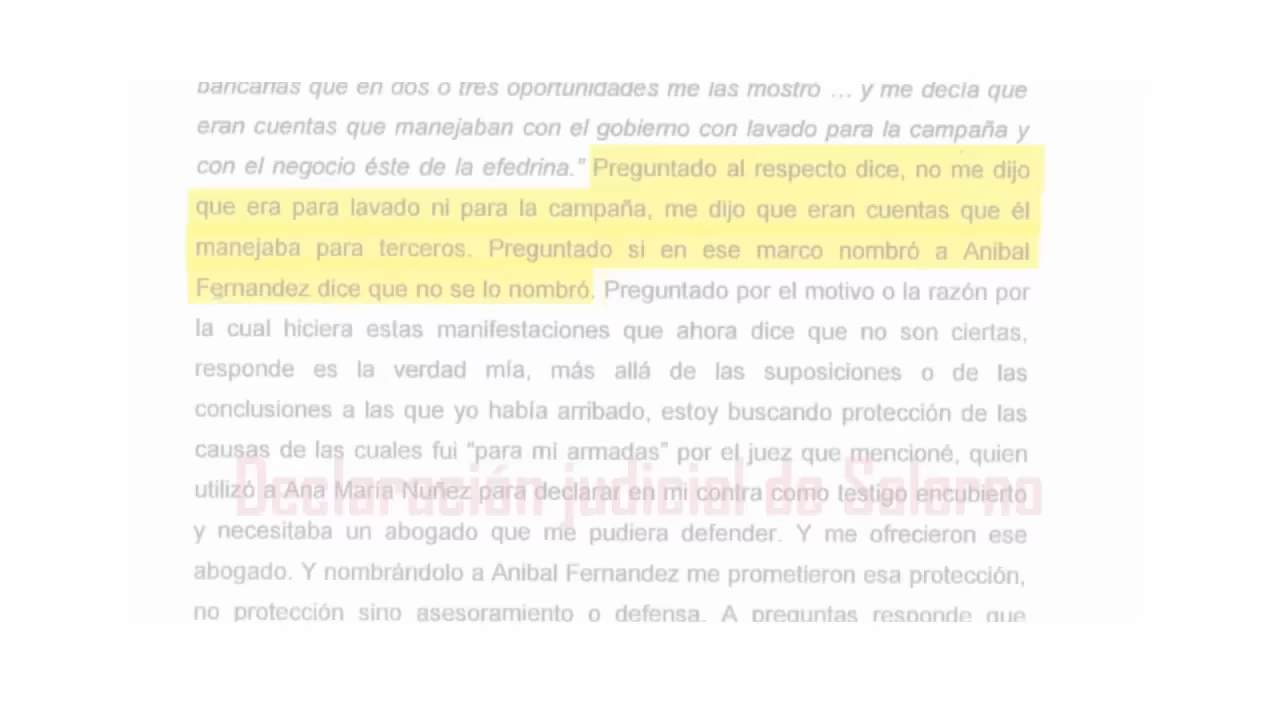 bancarias que en dos o tres oportunidades me las mostró ... y me decía que
eran cuentas que manejaban con el gobierno con lavado para la campaña y
con el negocio éste de la efedrina.” Preguntado al respecto dice, no me dijo
que era para lavado ni para la campaña, me dijo que eran cuentas que él
manejaba para terceros. Preguntado si en ese marco nombró a Anibal
Fernandez dice que no se lo nombró. Preguntado por el motivo o la razón por
la cual hiciera estas manifestaciones que ahora dice que no son ciertas,
responde es la verdad mía, más allá de las suposiciones o de las
conclusiones a las que yo había arribado, estoy buscando protección de las
causas de las cuales fui “para mi armadas” por el juez que mencioné, quien
Declaración judicial de Salerno
utilizó a Ana María Nuñez para declarar en mi contra como testigo encubierto
y necesitaba un abogado que me pudiera defender. Y me ofrecieron ese
abogado. Y nombrándolo a Anibal Fernandez me prometieron esa protección,
no protección sino asesoramiento o defensa. A preguntas responde que